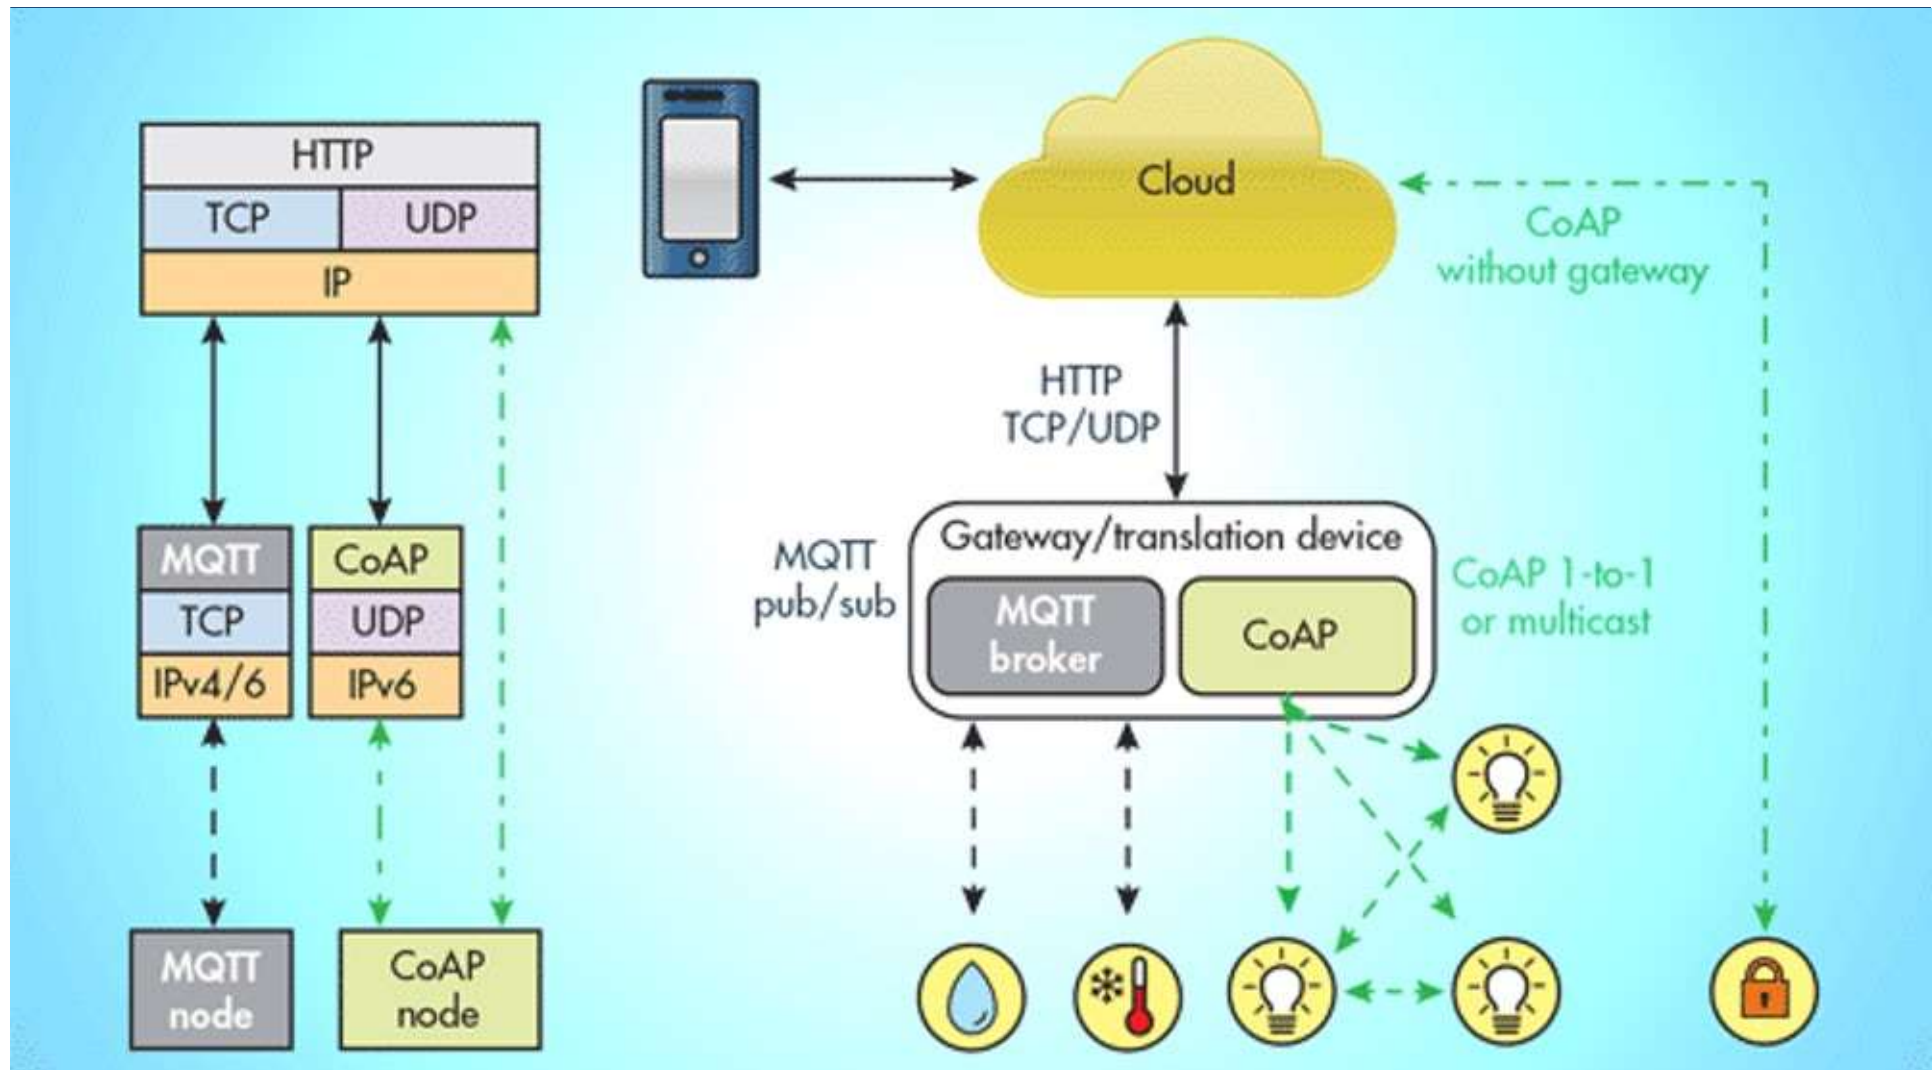 HTTP
TCP
UDP
IP
MQTT
TCP
IPv4/6
CoAP
UDP
IPv6
MQTT
node
CoAP
node
Cloud
CoAP
without gateway
HTTP
TCP/UDP
MQTT
pub/sub
Gateway/translation device
MQTT
broker
CoAP
CoAP 1-to-1
or multicast